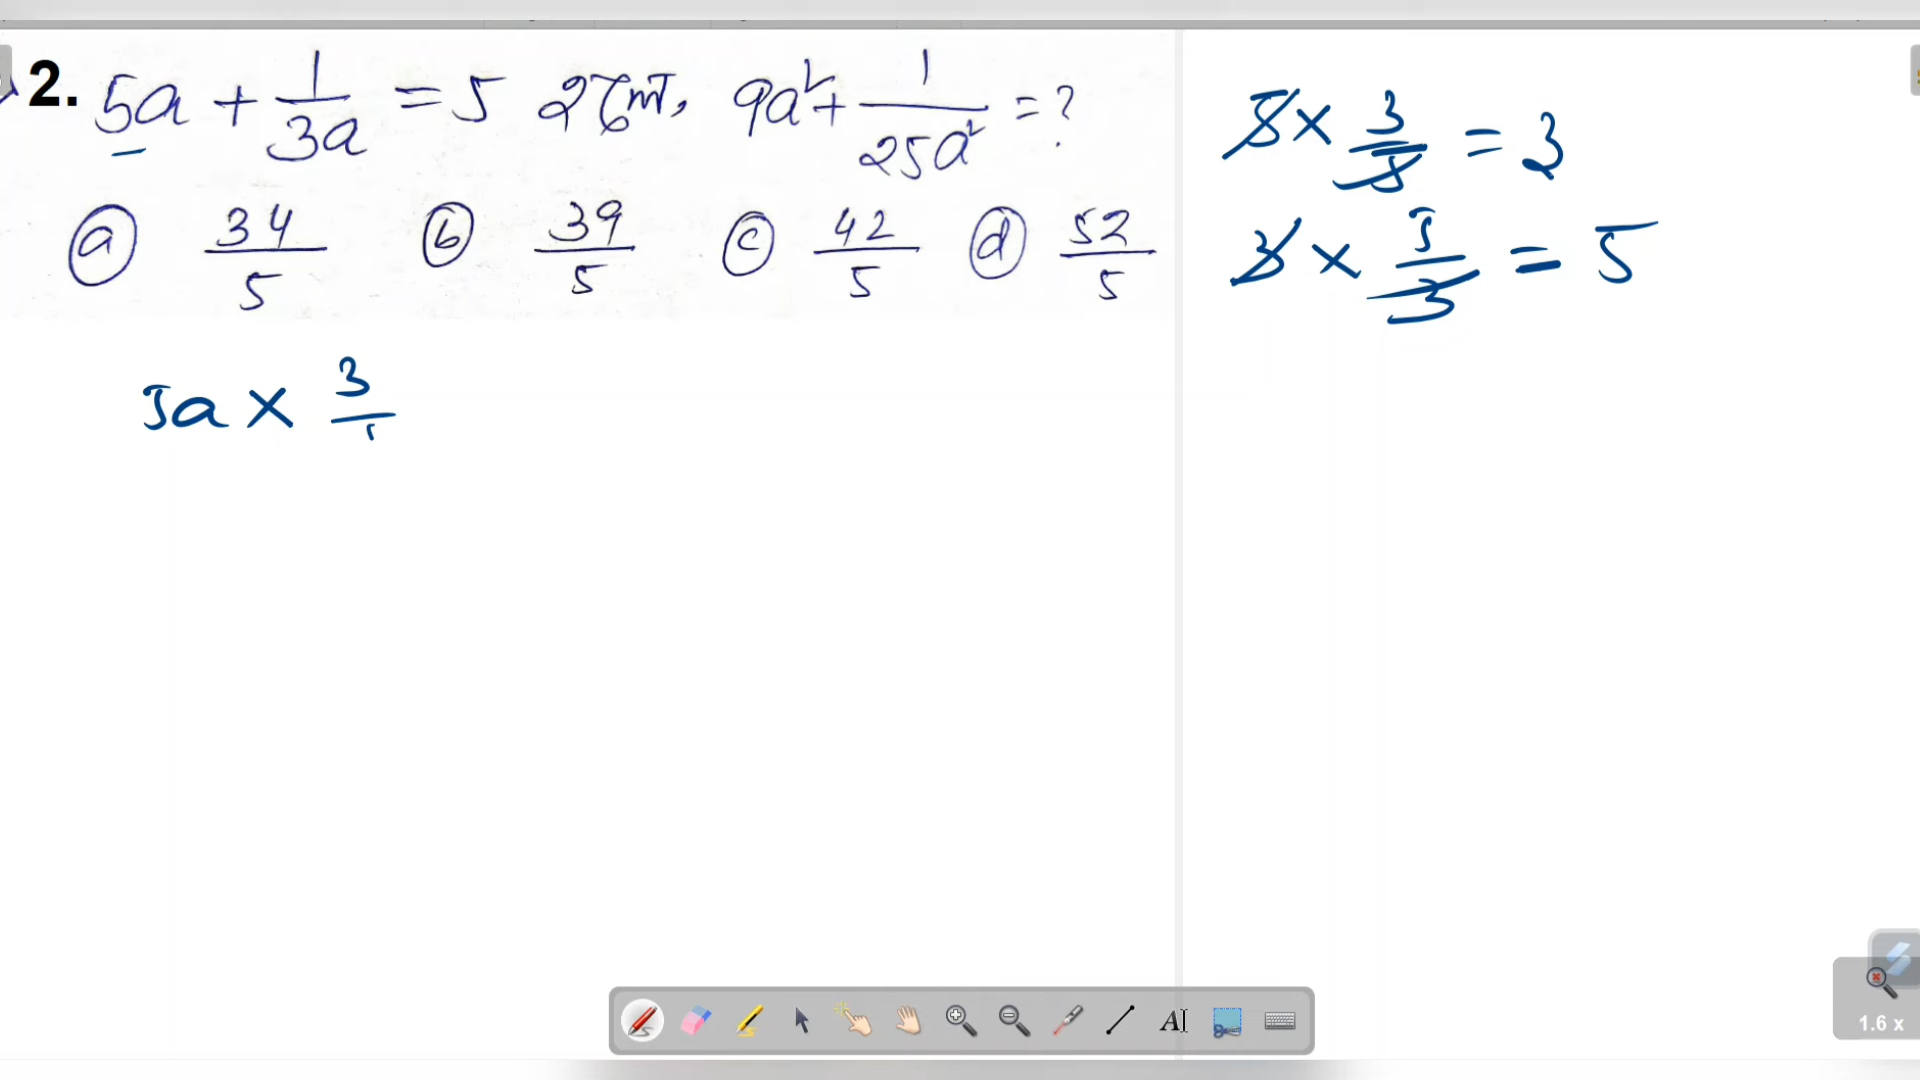 2. 5a + 1/3a = 5 হলে, 9a² + 1/25a² = ?
ⓐ 34/5 ⓑ 39/5 ⓒ 42/5 ⓓ 52/5
5 × 3/5 = 3
3 × 5/3 = 5
5a × 3/
1.6 x